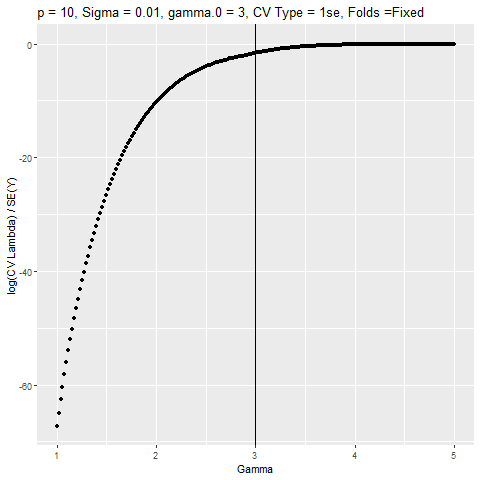 p = 10, Sigma = 0.01, gamma.0 = 3, CV Type = 1se, Folds =Fixed
log(CV Lambda) / SE(Y)
0
-20
-40
-60
1 2 3 4 5
Gamma